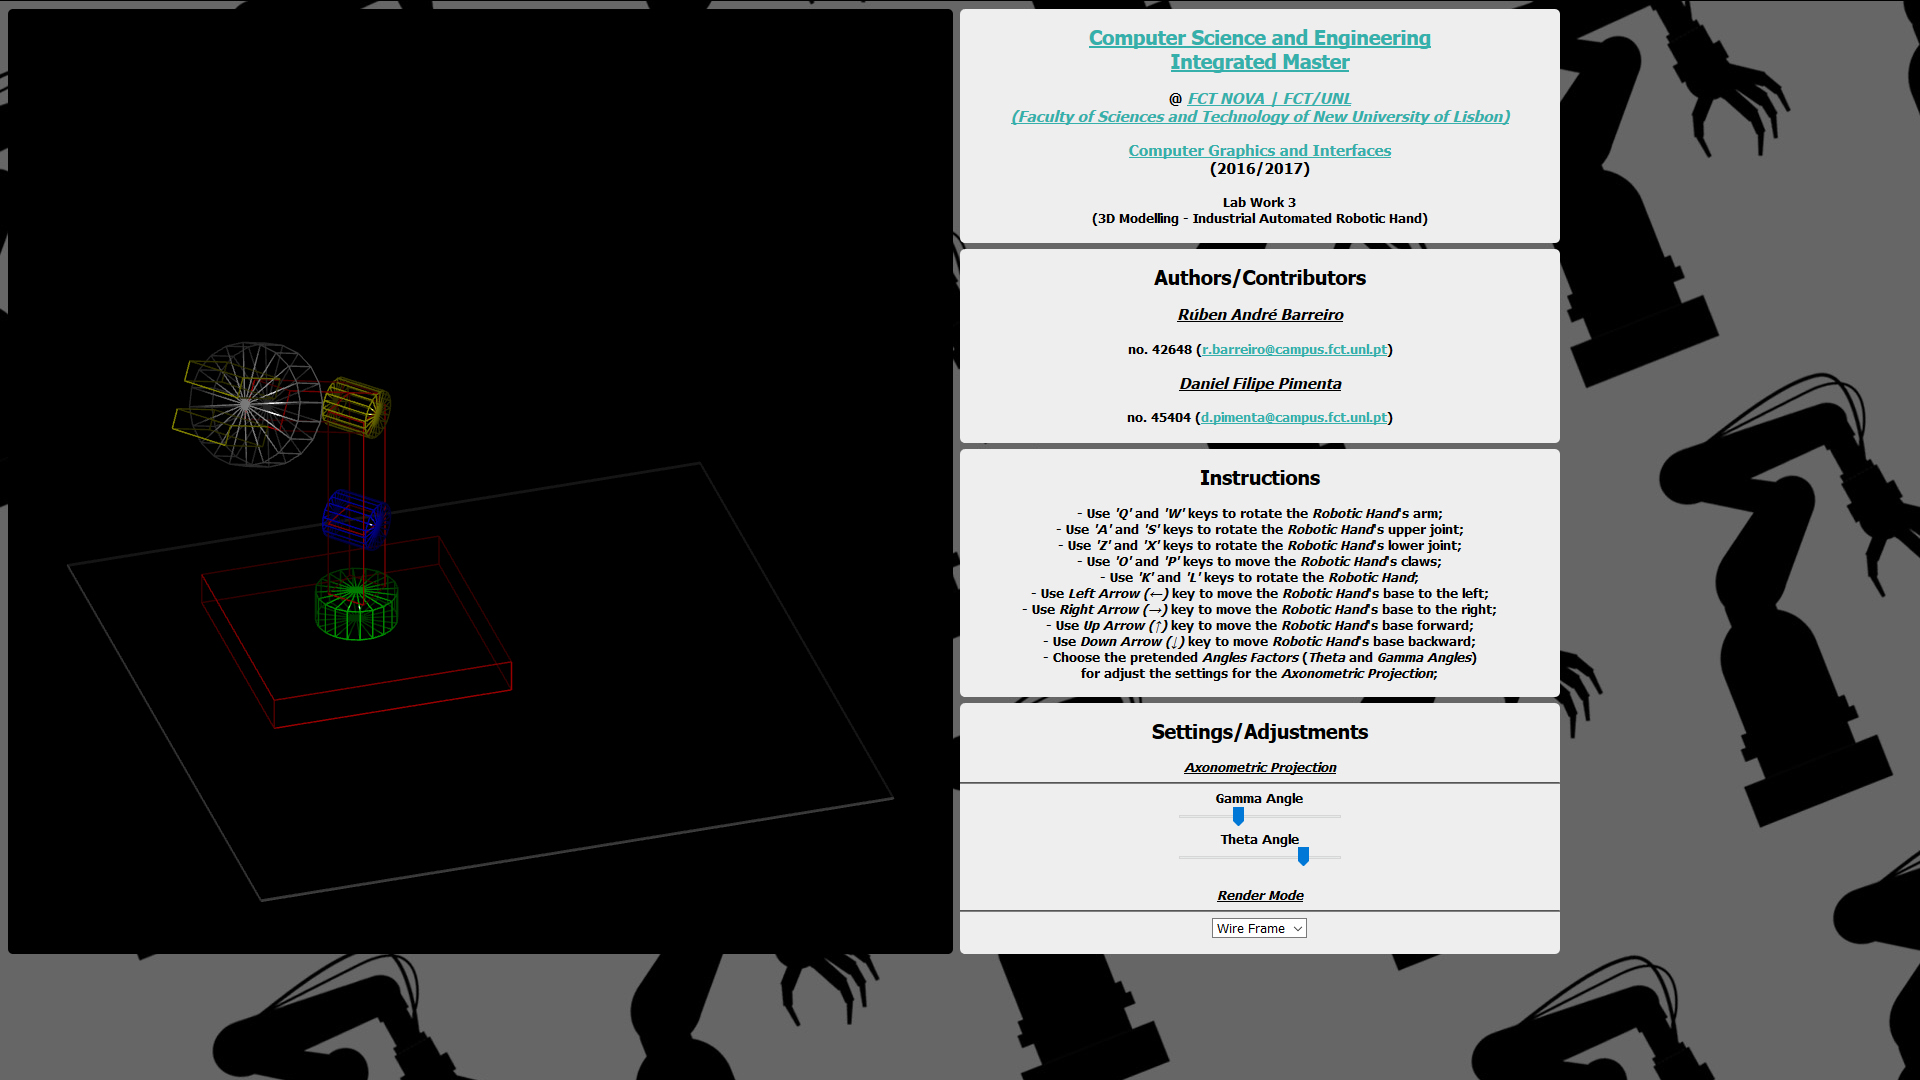 Computer Science and Engineering
Integrated Master
@ FCT NOVA | FCT/UNL
(Faculty of Sciences and Technology of New University of Lisbon)
Computer Graphics and Interfaces
(2016/2017)
Lab Work 3
(3D Modelling - Industrial Automated Robotic Hand)
Authors/Contributors
Rúben André Barreiro
no. 42648 (r.barreiro@campus.fct.unl.pt)
Daniel Filipe Pimenta
no. 45404 (d.pimenta@campus.fct.unl.pt)
Instructions
- Use 'Q' and 'W' keys to rotate the Robotic Hand's arm;
- Use 'A' and 'S' keys to rotate the Robotic Hand's upper joint;
- Use 'Z' and 'X' keys to rotate the Robotic Hand's lower joint;
- Use 'O' and 'P' keys to move the Robotic Hand's claws;
- Use 'K' and 'L' keys to rotate the Robotic Hand;
- Use Left Arrow (←) key to move the Robotic Hand's base to the left;
- Use Right Arrow (→) key to move the Robotic Hand's base to the right;
- Use Up Arrow (↑) key to move the Robotic Hand's base forward;
- Use Down Arrow (↓) key to move Robotic Hand's base backward;
- Choose the pretended Angles Factors (Theta and Gamma Angles)
for adjust the settings for the Axonometric Projection;
Settings/Adjustments
Axonometric Projection
Gamma Angle
Theta Angle
Render Mode
Wire Frame